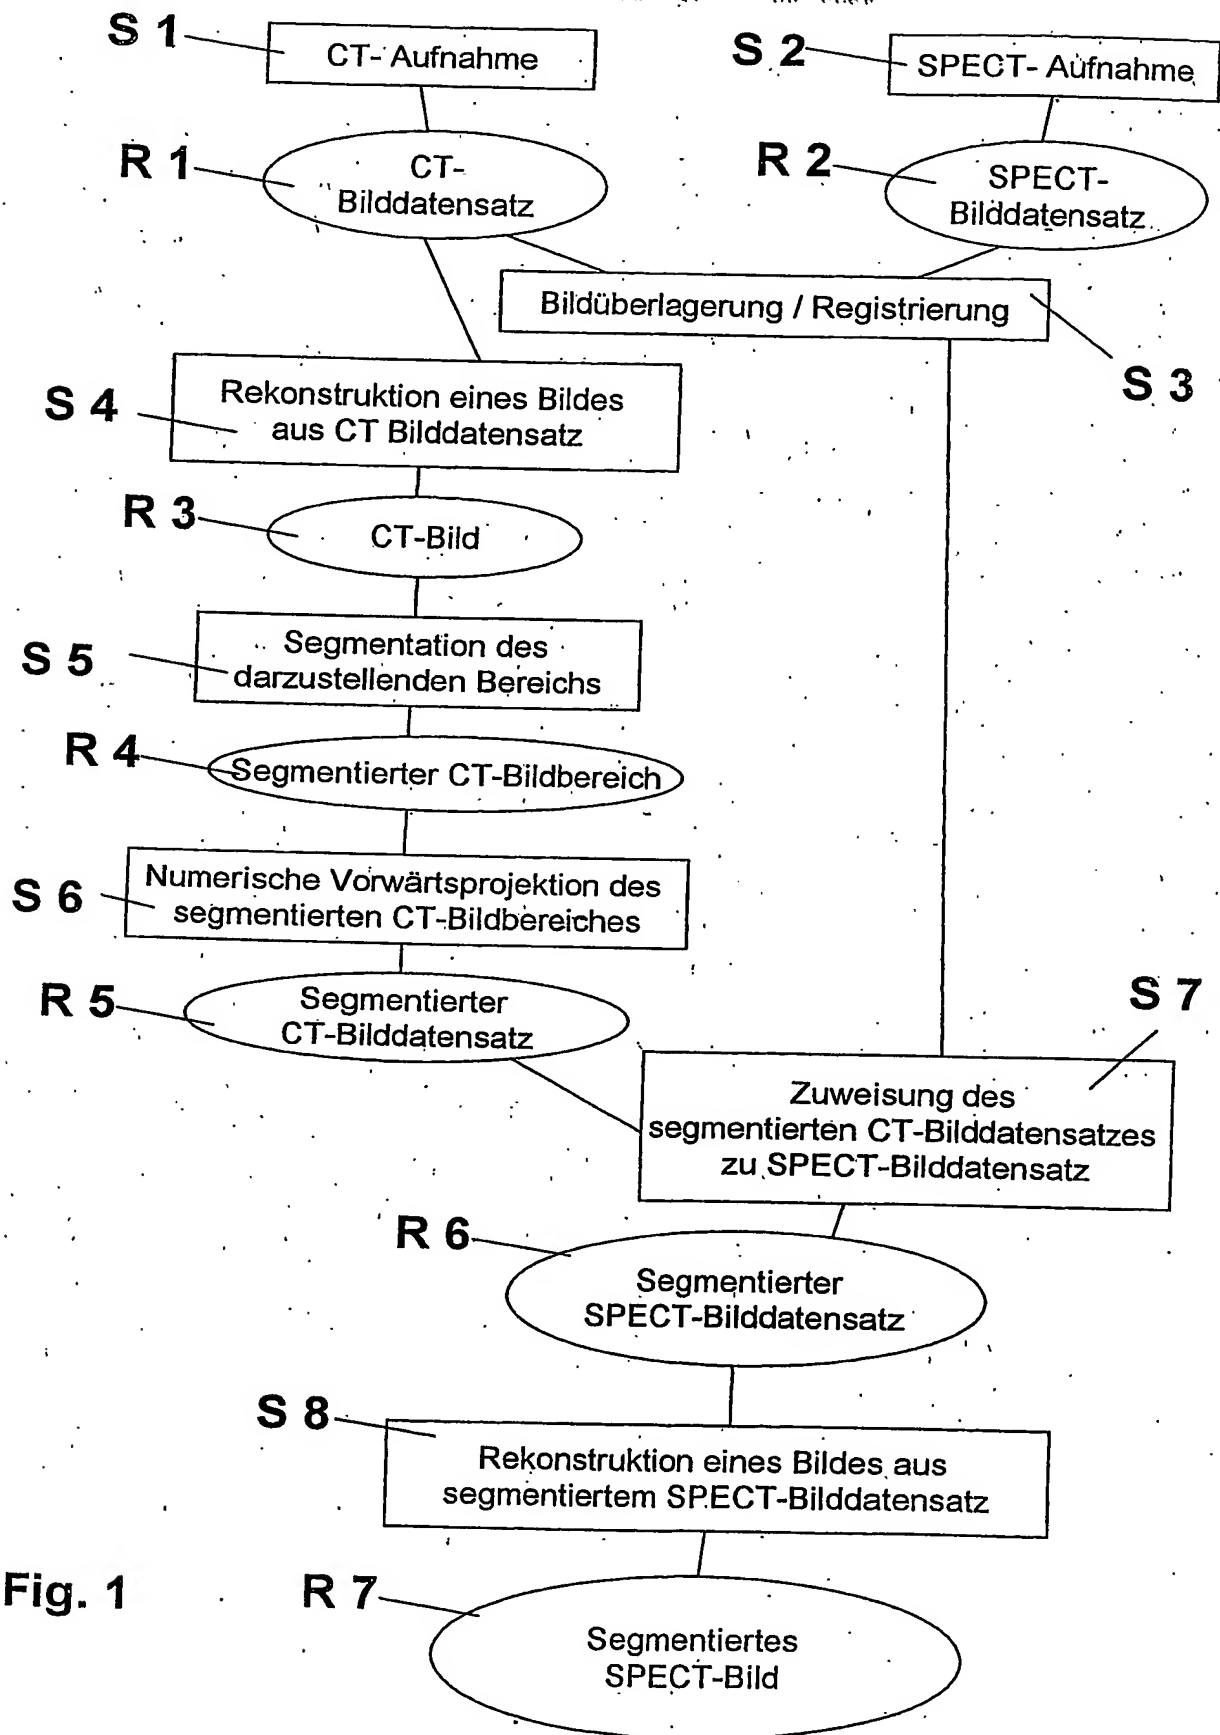 S 1
CT- Aufnahme
S 2
SPECT- Aufnahme
R 1
CT-
Bilddatensatz
R 2
SPECT-
Bilddatensatz
Bildüberlagerung / Registrierung
S 3
S 4
Rekonstruktion eines Bildes
aus CT Bilddatensatz
R 3
CT-Bild
S 5
Segmentation des
darzustellenden Bereichs
R 4
Segmentierter CT-Bildbereich
S 6
Numerische Vorwärtsprojektion des
segmentierten CT-Bildbereiches
R 5
Segmentierter
CT-Bilddatensatz
S 7
Zuweisung des
segmentierten CT-Bilddatensatzes
zu SPECT-Bilddatensatz
R 6
Segmentierter
SPECT-Bilddatensatz
S 8
Rekonstruktion eines Bildes aus
segmentiertem SPECT-Bilddatensatz
Fig. 1
R 7
Segmentiertes
SPECT-Bild